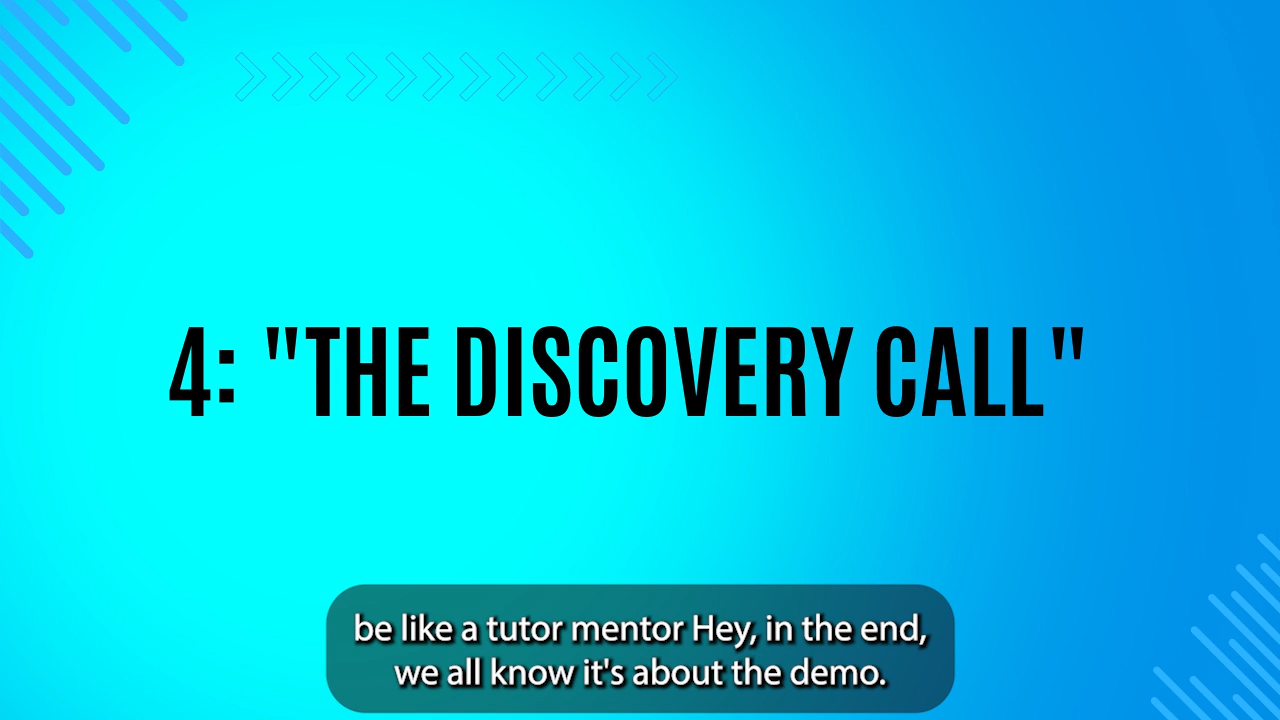 4: "THE DISCOVERY CALL"
be like a tutor mentor Hey, in the end,
we all know it's about the demo.